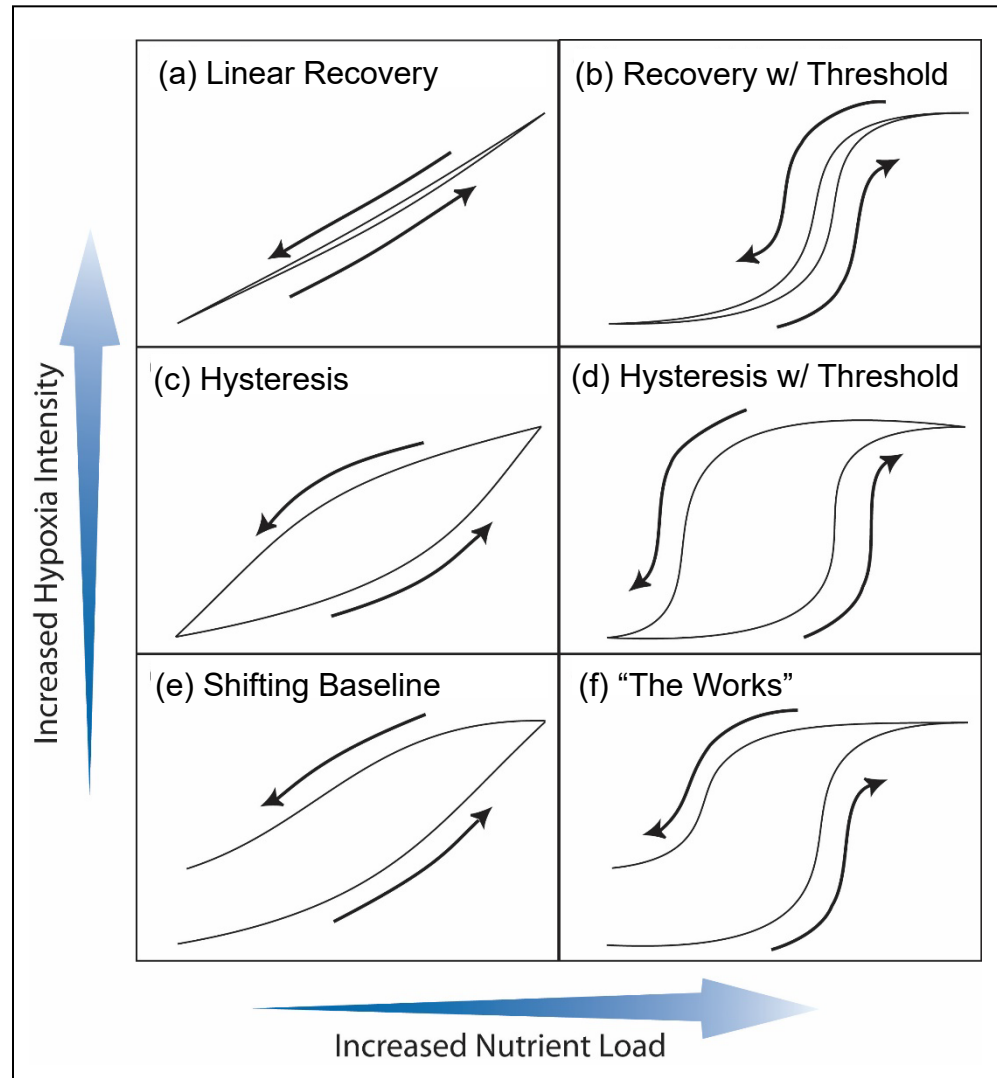 (a) Linear Recovery
(b) Recovery w/ Threshold
(c) Hysteresis
(d) Hysteresis w/ Threshold
(e) Shifting Baseline
(f) “The Works”
Increased Hypoxia Intensity
Increased Nutrient Load